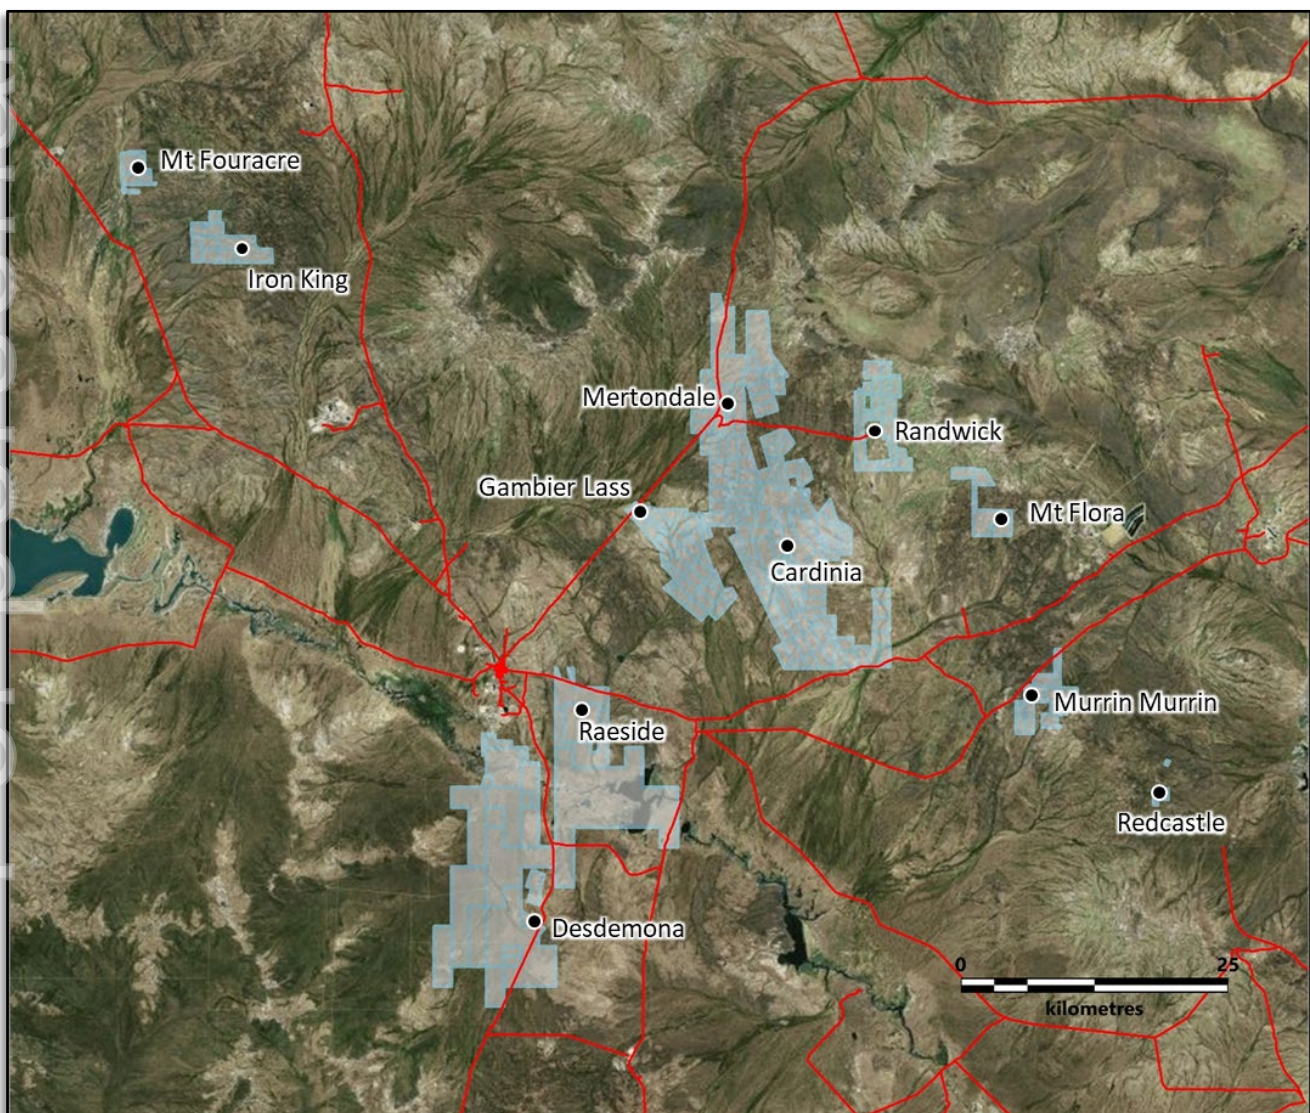 Mt Fouracre
Iron King
Mertondale
Randwick
Gambier Lass
Mt Flora
Cardinia
Murrin Murrin
Raeside
Redcastle
Desdemona
0 25
kilometres